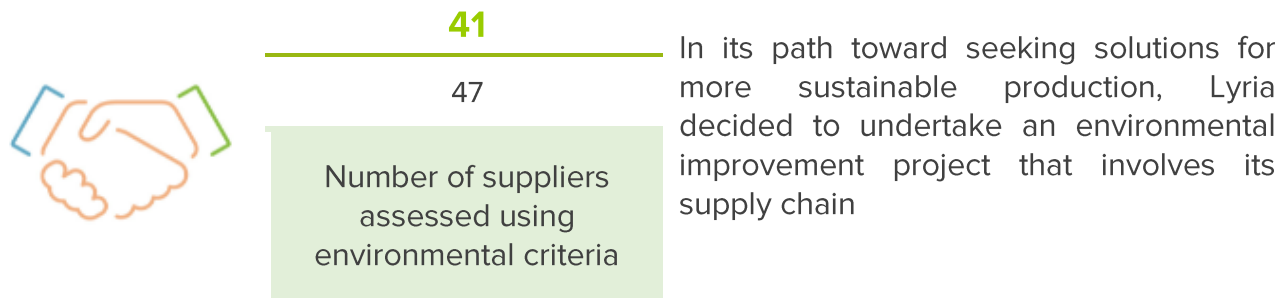 41
47
Number of suppliers
assessed using
environmental criteria
In its path toward seeking solutions for
more sustainable production, Lyria
decided to undertake an environmental
improvement project that involves its
supply chain